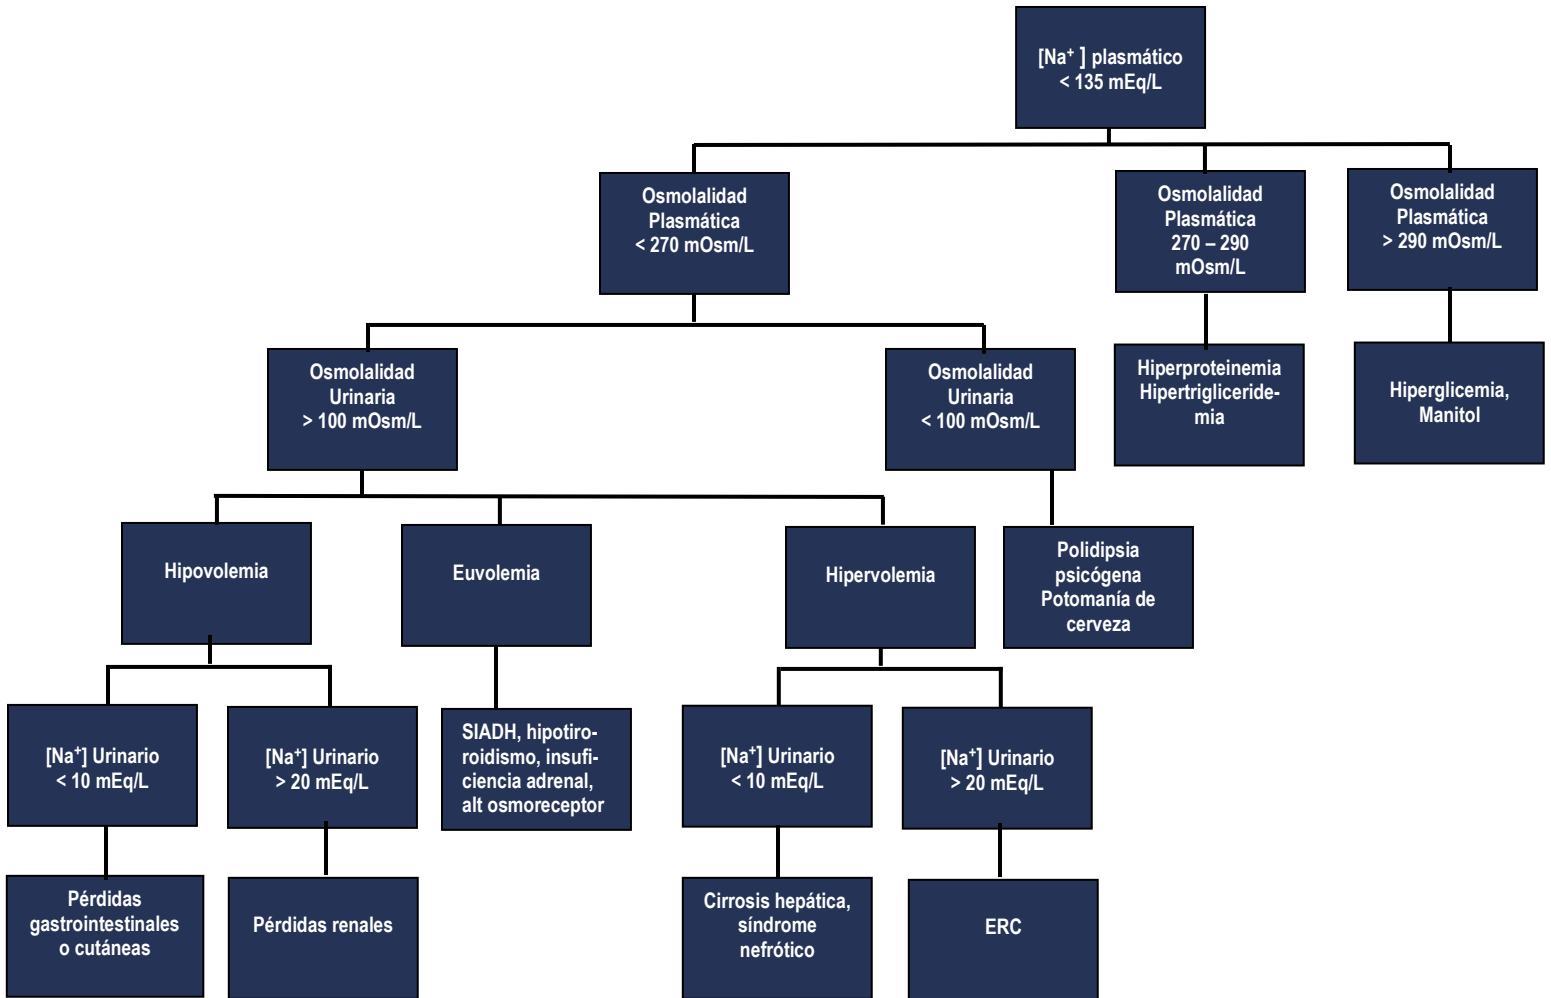 [Na+ ] plasmático
< 135 mEq/L
Osmolalidad
Plasmática
< 270 mOsm/L
Osmolalidad
Plasmática
270 – 290
mOsm/L
Osmolalidad
Plasmática
> 290 mOsm/L
Osmolalidad
Urinaria
> 100 mOsm/L
Osmolalidad
Urinaria
< 100 mOsm/L
Hiperproteinemia
Hipertrigliceride-
mia
Hiperglicemia,
Manitol
Hipovolemia
Euvolemia
Hipervolemia
Polidipsia
psicógena
Potomanía de
cerveza
[Na+] Urinario
< 10 mEq/L
[Na+] Urinario
> 20 mEq/L
SIADH, hipotiro-
roidismo, insufi-
ciencia adrenal,
alt osmoreceptor
[Na+] Urinario
< 10 mEq/L
[Na+] Urinario
> 20 mEq/L
Pérdidas
gastrointestinales
o cutáneas
Pérdidas renales
Cirrosis hepática,
síndrome
nefrótico
ERC